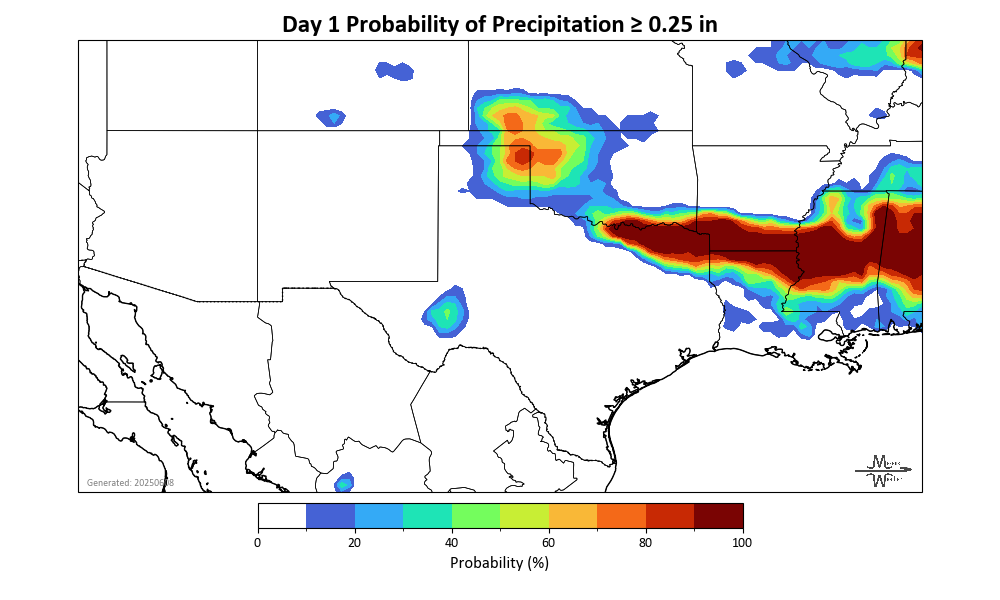 Day 1 Probability of Precipitation ≥ 0.25 in
Generated: 20250608
0 20 40 60 80 100
Probability (%)